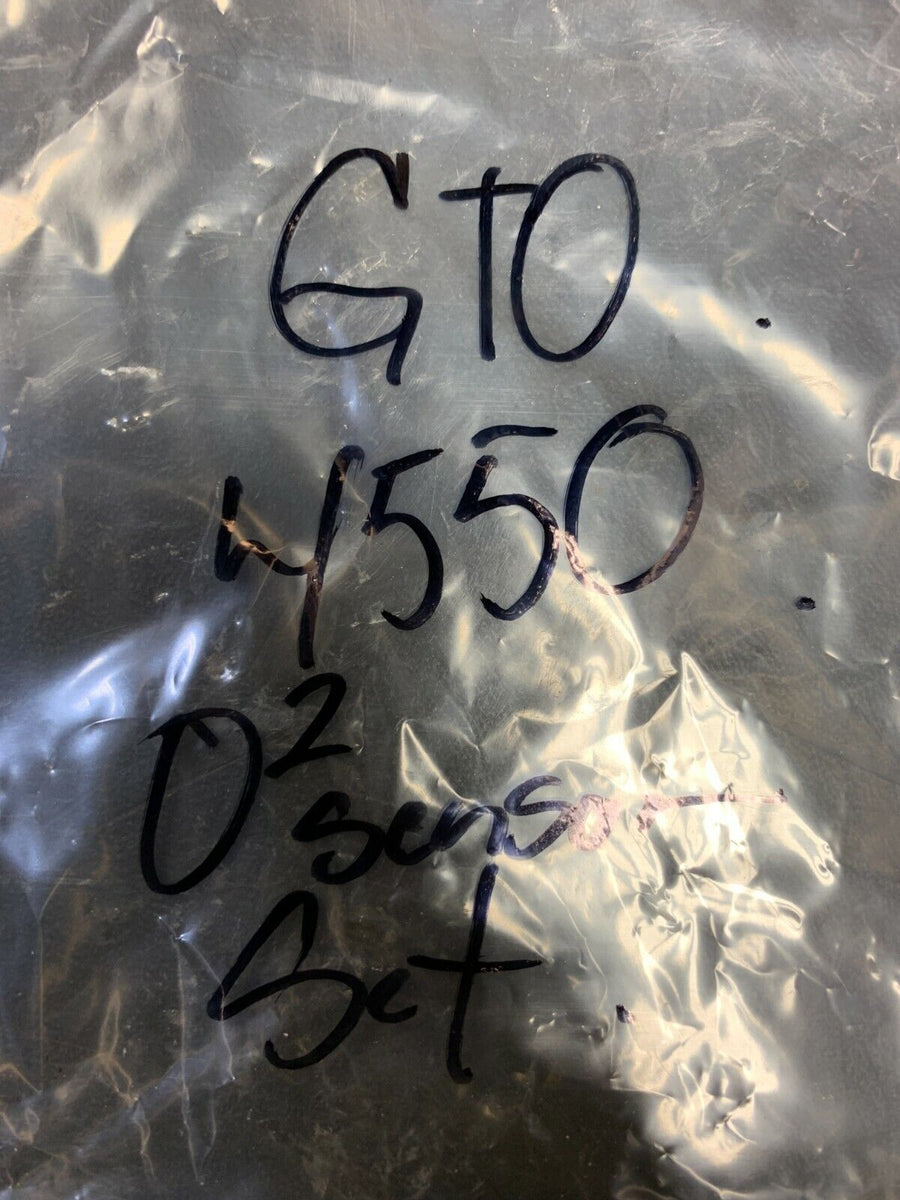 GTO
4550
O² sensor
Set